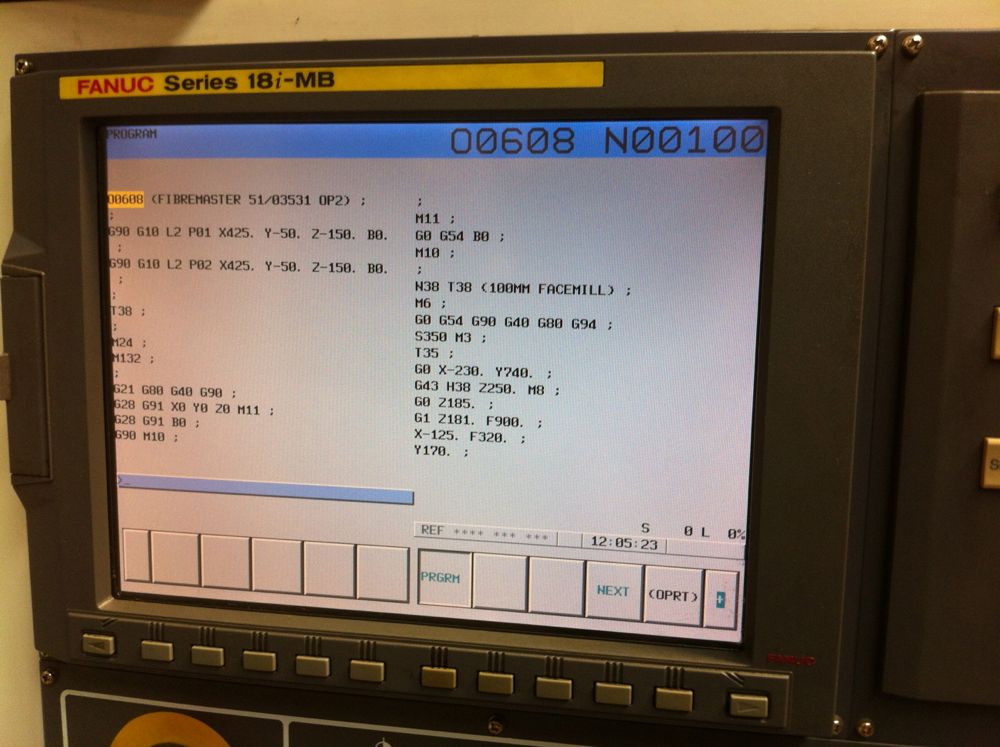 FANUC Series 18i-MB
PROGRAM
O0608 N00100
O0608 (FIBREMASTER 51/03531 OP2) ;
;
G90 G10 L2 P01 X425. Y-50. Z-150. B0.
;
G90 G10 L2 P02 X425. Y-50. Z-150. B0.
;
;
T38 ;
;
M24 ;
M132 ;
;
G21 G80 G40 G90 ;
G28 G91 X0 Y0 Z0 M11 ;
G28 G91 B0 ;
G90 M10 ;
;
M11 ;
G0 G54 B0 ;
M10 ;
;
N38 T38 (100MM FACEMILL) ;
M6 ;
G0 G54 G90 G40 G80 G94 ;
S350 M3 ;
T35 ;
G0 X-230. Y740. ;
G43 H38 Z250. M8 ;
G0 Z185. ;
G1 Z181. F900. ;
X-125. F320. ;
Y170. ;
>_
S 0 L 0%
REF **** *** ***
12:05:23
PRGRM
NEXT
(OPRT)
+
FANUC
S